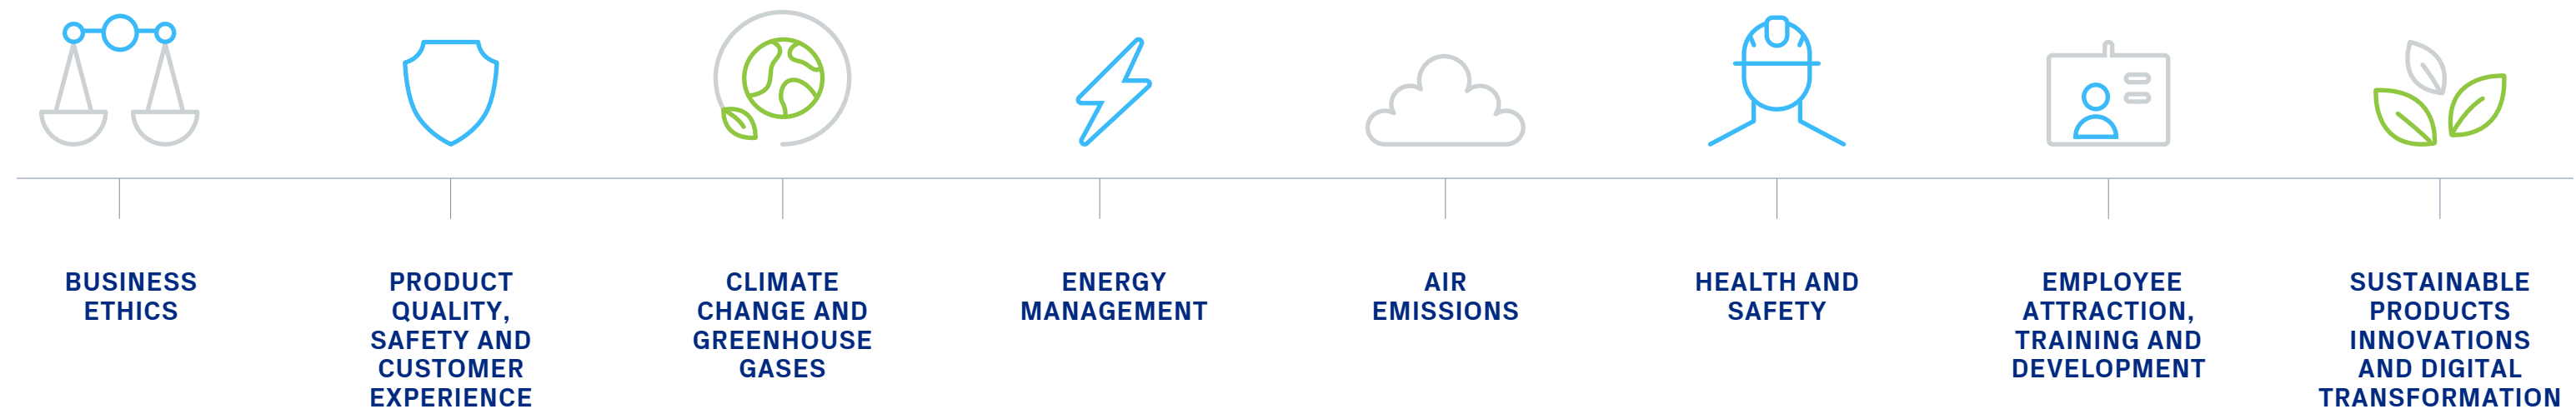 BUSINESS
ETHICS
PRODUCT
QUALITY,
SAFETY AND
CUSTOMER
EXPERIENCE
CLIMATE
CHANGE AND
GREENHOUSE
GASES
ENERGY
MANAGEMENT
AIR
EMISSIONS
HEALTH AND
SAFETY
EMPLOYEE
ATTRACTION,
TRAINING AND
DEVELOPMENT
SUSTAINABLE
PRODUCTS
INNOVATIONS
AND DIGITAL
TRANSFORMATION